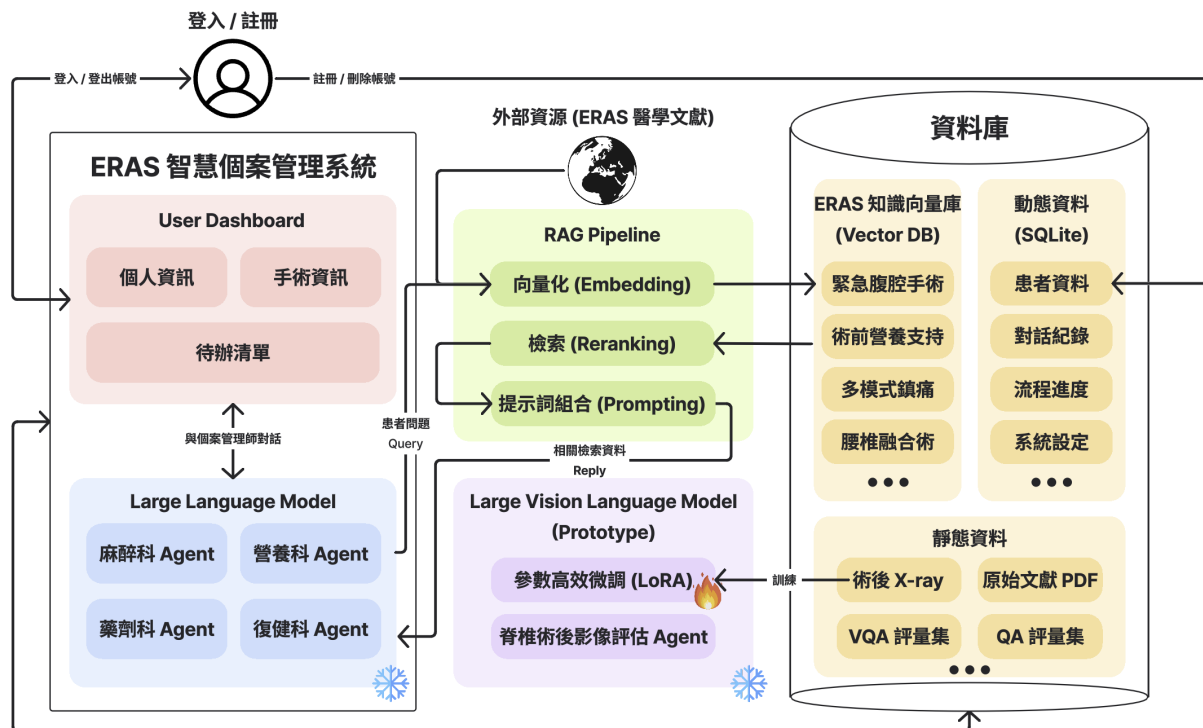 登入 / 註冊
登入 / 登出帳號
註冊 / 刪除帳號
ERAS 智慧個案管理系統
User Dashboard
個人資訊
手術資訊
待辦清單
與個案管理師對話
Large Language Model
麻醉科 Agent
營養科 Agent
藥劑科 Agent
復健科 Agent
外部資源 (ERAS 醫學文獻)
RAG Pipeline
向量化 (Embedding)
檢索 (Reranking)
提示詞組合 (Prompting)
患者問題
Query
相關檢索資料
Reply
Large Vision Language Model
(Prototype)
參數高效微調 (LoRA)
脊椎術後影像評估 Agent
訓練
資料庫
ERAS 知識向量庫
(Vector DB)
緊急腹腔手術
術前營養支持
多模式鎮痛
腰椎融合術
•••
動態資料
(SQLite)
患者資料
對話紀錄
流程進度
系統設定
•••
靜態資料
術後 X-ray
原始文獻 PDF
VQA 評量集
QA 評量集
•••